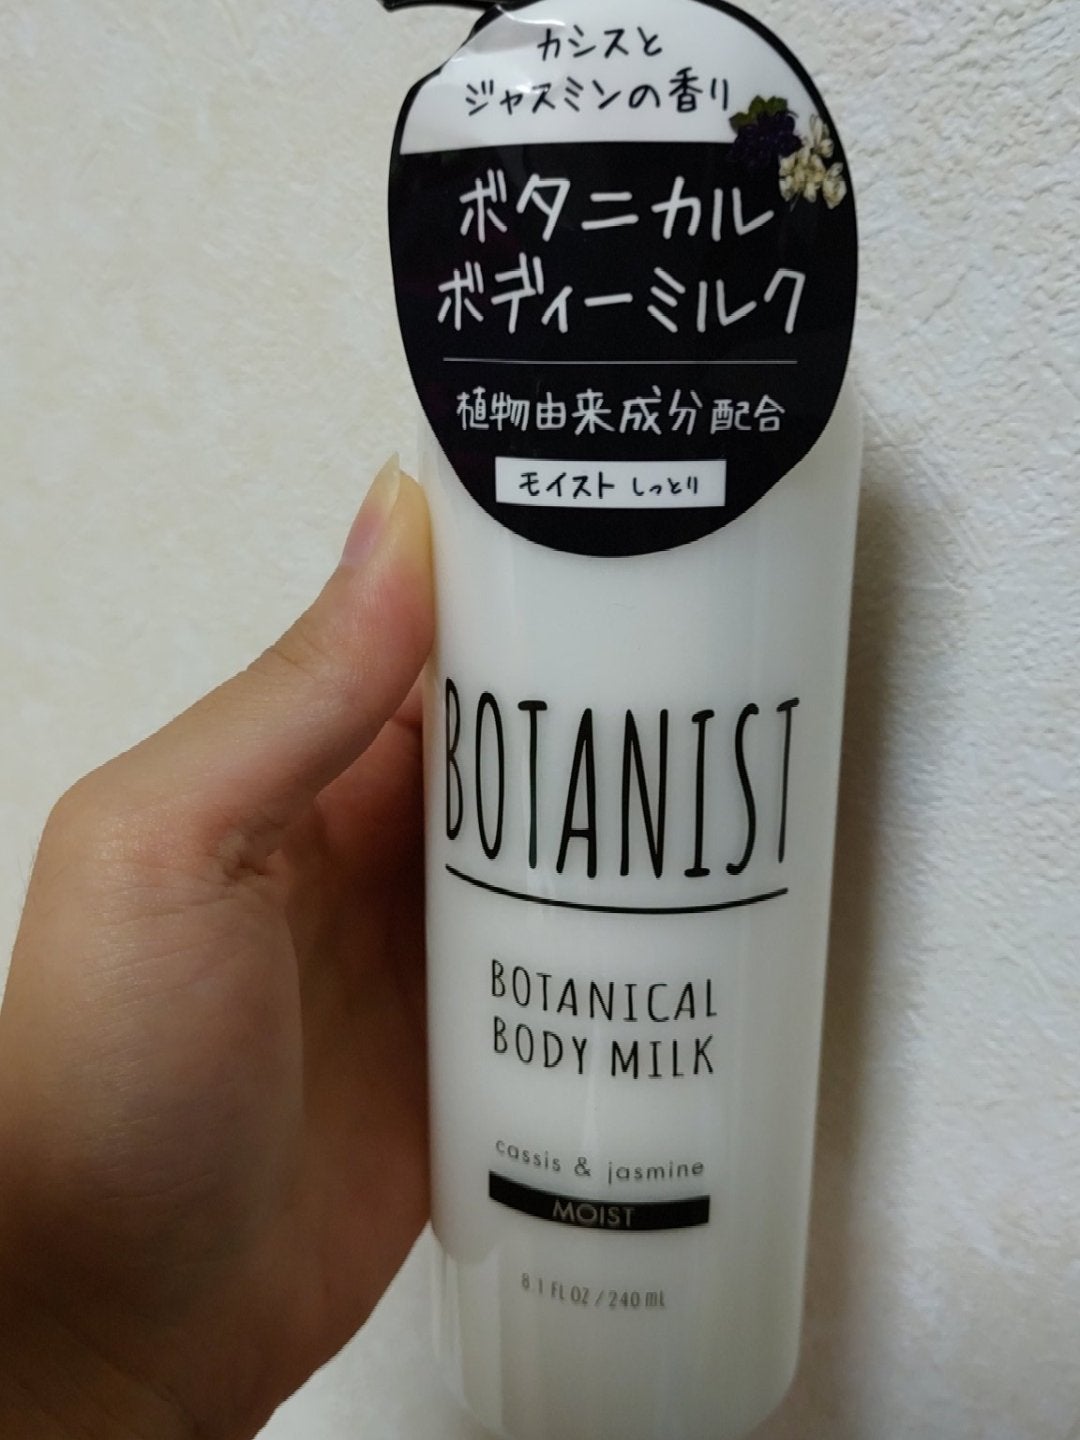 カシスと
ジャスミンの香り
ボタニカル
ボディーミルク
植物由来成分配合
モイスト しっとり
BOTANIST
BOTANICAL
BODY MILK
cassis & jasmine
MOIST
8.1 FL OZ / 240 mL